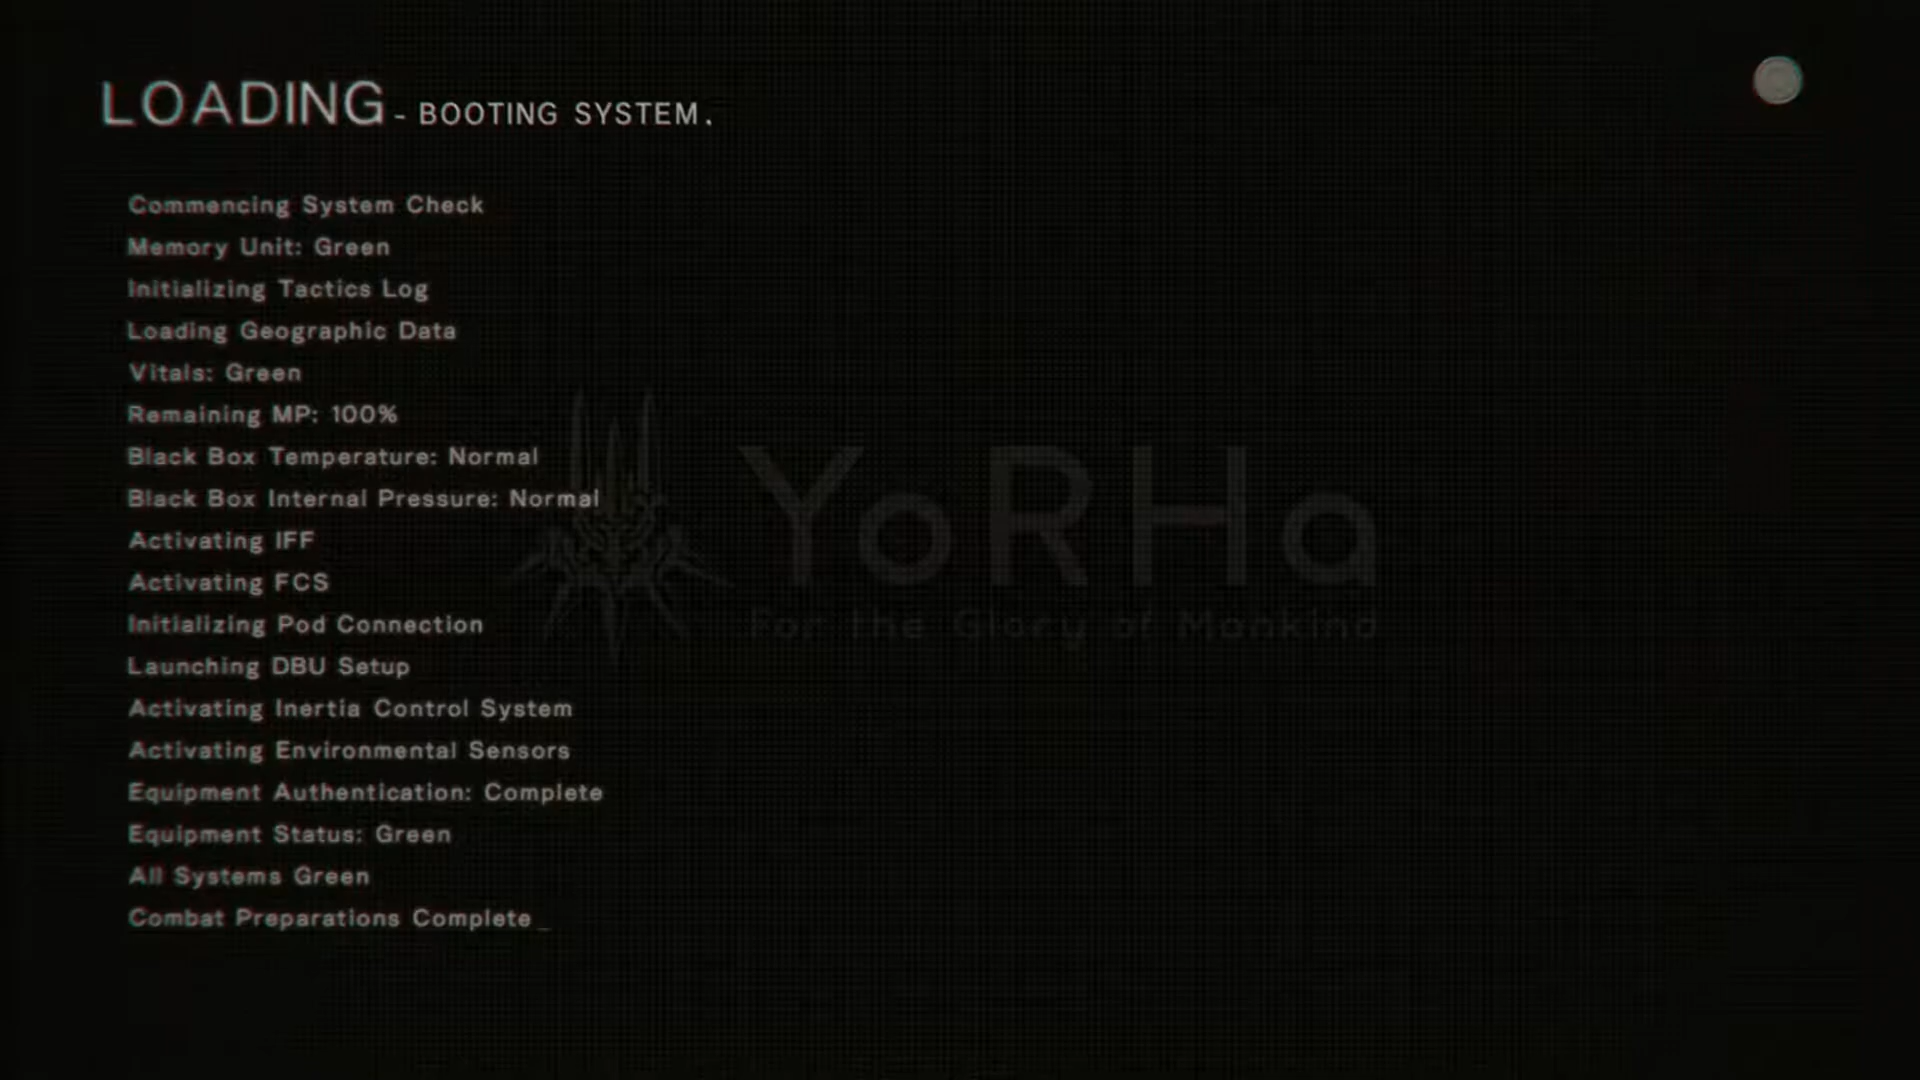 LOADING - BOOTING SYSTEM.
Commencing System Check
Memory Unit: Green
Initializing Tactics Log
Loading Geographic Data
Vitals: Green
Remaining MP: 100%
Black Box Temperature: Normal
Black Box Internal Pressure: Normal
Activating IFF
Activating FCS
Initializing Pod Connection
Launching DBU Setup
Activating Inertia Control System
Activating Environmental Sensors
Equipment Authentication: Complete
Equipment Status: Green
All Systems Green
Combat Preparations Complete _
YoRHa
For the Glory of Mankind